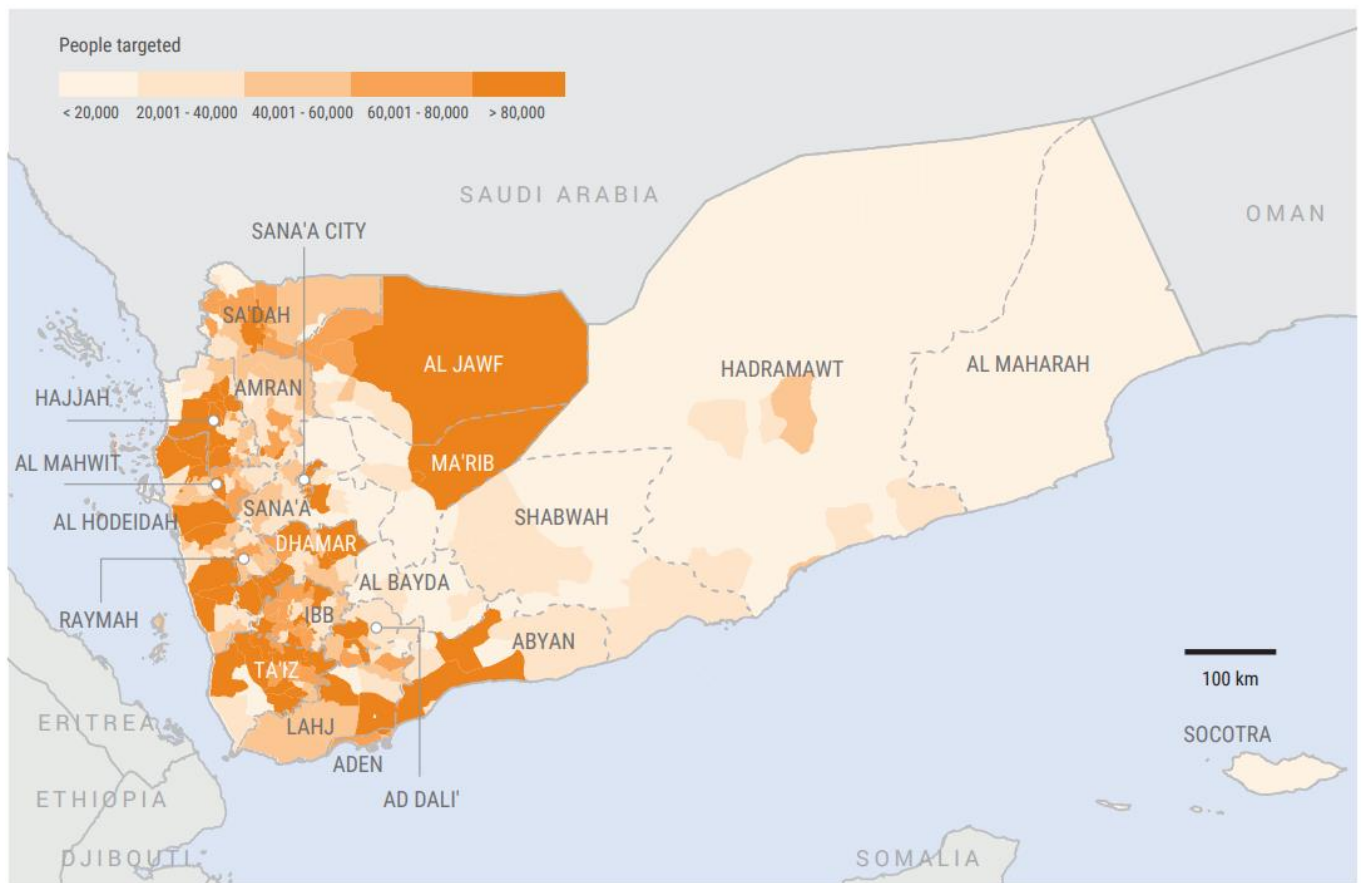 People targeted
< 20,000 20,001 - 40,000 40,001 - 60,000 60,001 - 80,000 > 80,000
SAUDI ARABIA
OMAN
SANA'A CITY
SA'DAH
AL JAWF
HADRAMAWT
AL MAHARAH
AMRAN
HAJJAH
AL MAHWIT
MA'RIB
SANA'A
SHABWAH
AL HODEIDAH
DHAMAR
AL BAYDA
RAYMAH
IBB
ABYAN
TA'IZ
100 km
ERITREA
LAHJ
SOCOTRA
ADEN
ETHIOPIA
AD DALI'
DJIBOUTI
SOMALIA